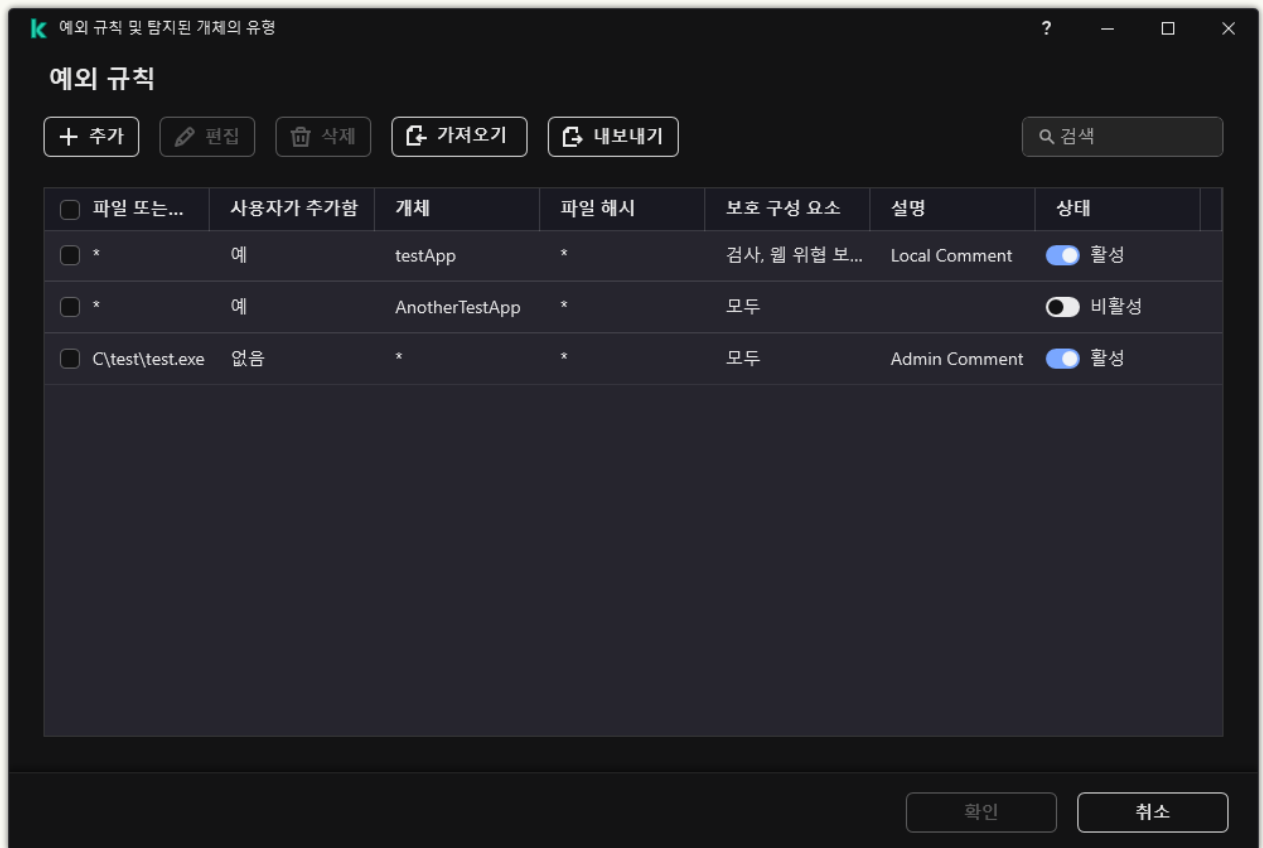 예외 규칙 및 탐지된 개체의 유형 ?
예외 규칙
추가 편집 삭제 가져오기 내보내기 검색
파일 또는... 사용자가 추가함 개체 파일 해시 보호 구성 요소 설명 상태
* 예 testApp * 검사, 웹 위협 보... Local Comment 활성
* 예 AnotherTestApp * 모두 비활성
C\test\test.exe 없음 * * 모두 Admin Comment 활성
확인 취소